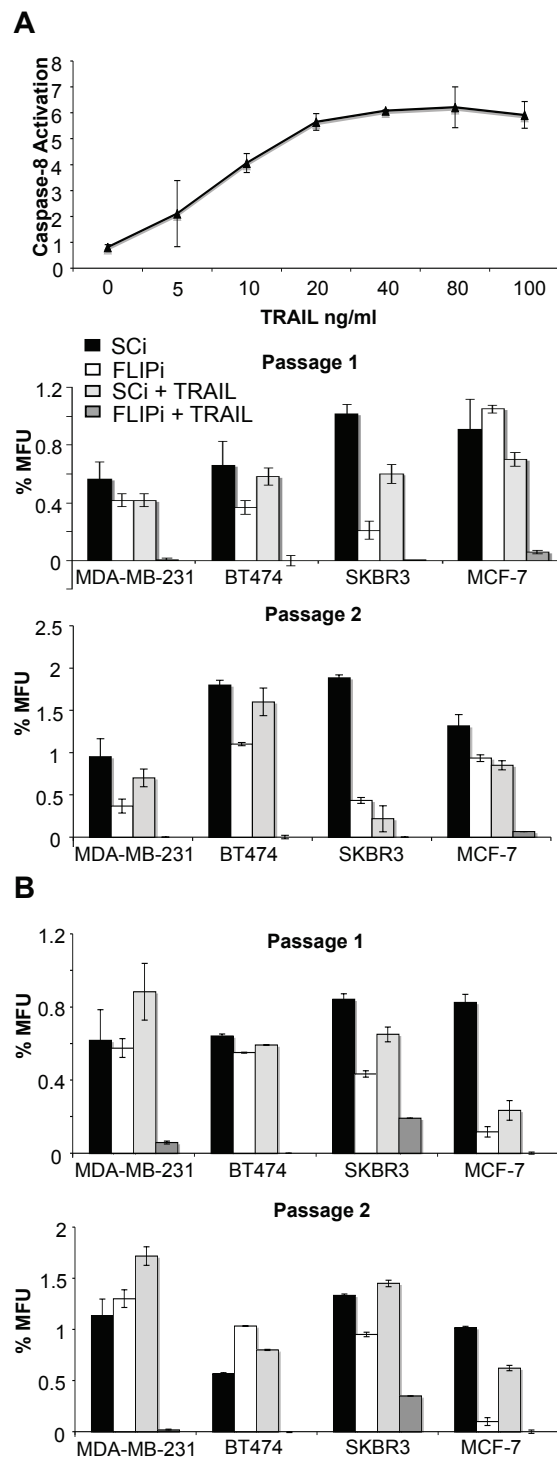 A
8
7
6
5
4
3
2
1
0
Caspase-8 Activation
0 5 10 20 40 80 100
TRAIL ng/ml
SCi
FLIPi
SCi + TRAIL
FLIPi + TRAIL
Passage 1
1.2
0.8
0.4
0
% MFU
MDA-MB-231 BT474 SKBR3 MCF-7
Passage 2
2.5
2
1.5
1
0.5
0
% MFU
MDA-MB-231 BT474 SKBR3 MCF-7
B
Passage 1
1.2
0.8
0.4
0
% MFU
MDA-MB-231 BT474 SKBR3 MCF-7
Passage 2
2
1.5
1
0.5
0
% MFU
MDA-MB-231 BT474 SKBR3 MCF-7